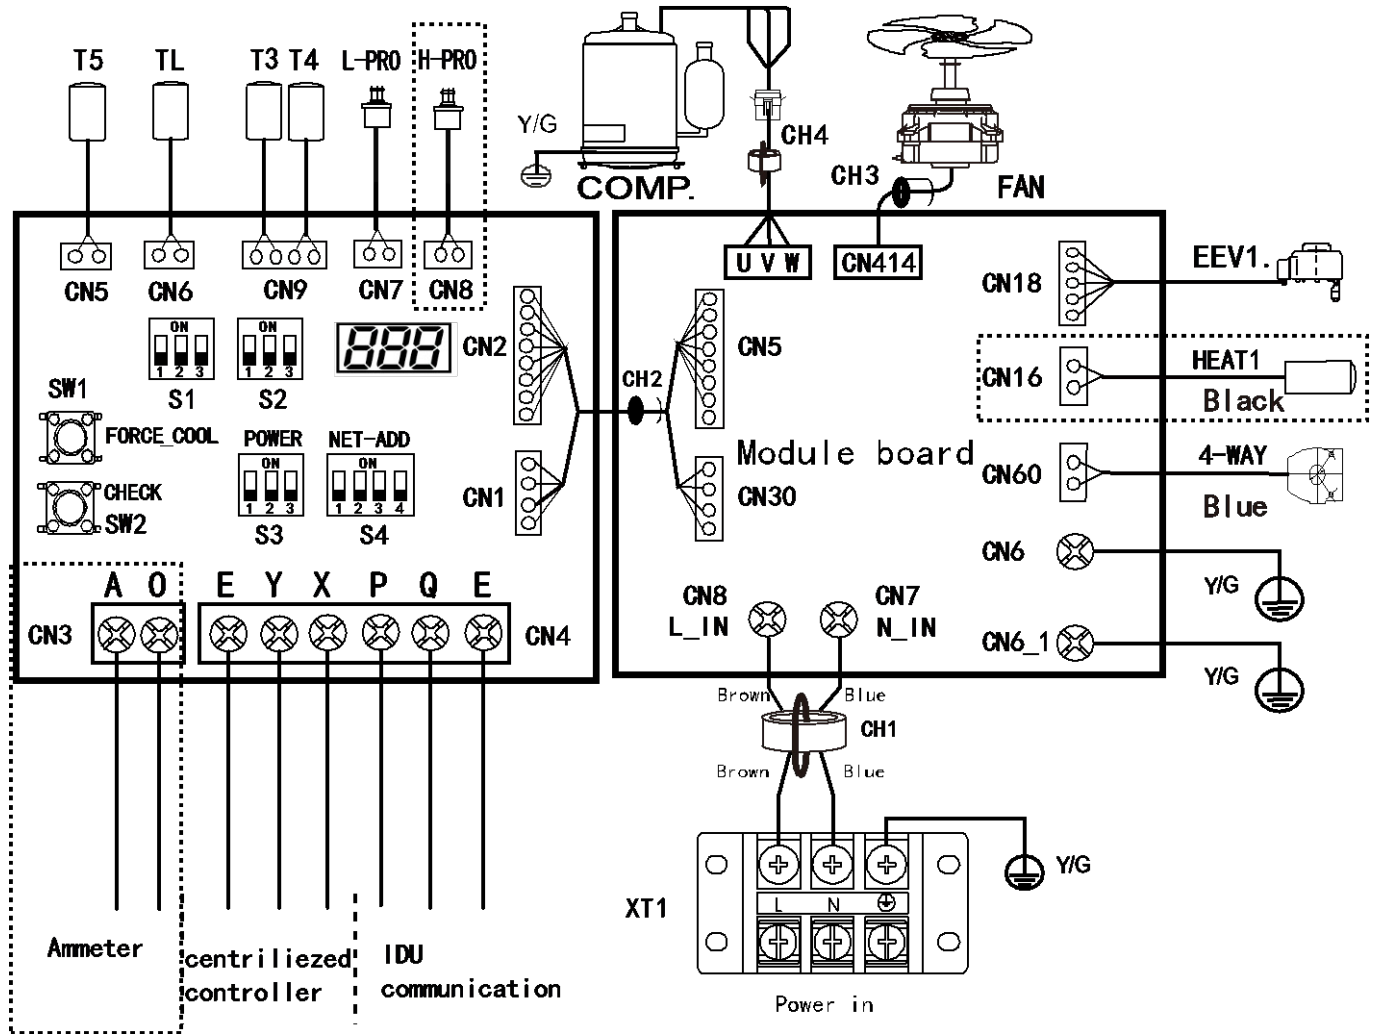 T5 TL T3 T4 L-PRO H-PRO
Y/G
COMP.
CH4
CH3
FAN
CN5 CN6 CN9 CN7 CN8
U V W
CN414
CN18
EEV1.
ON
1 2 3
S1
ON
1 2 3
S2
888
CN2
CN5
CH2
CN16
HEAT1
Black
SW1
FORCE_COOL
POWER
ON
1 2 3
S3
NET-ADD
ON
1 2 3 4
S4
CN1
CHECK
SW2
Module board
CN30
CN60
4-WAY
Blue
CN6
Y/G
CN6_1
Y/G
A O E Y X P Q E
CN3
CN4
CN8
L_IN
CN7
N_IN
Brown Blue
CH1
Brown Blue
Y/G
XT1
L N
Power in
Ammeter
centriliezed
controller
IDU
communication